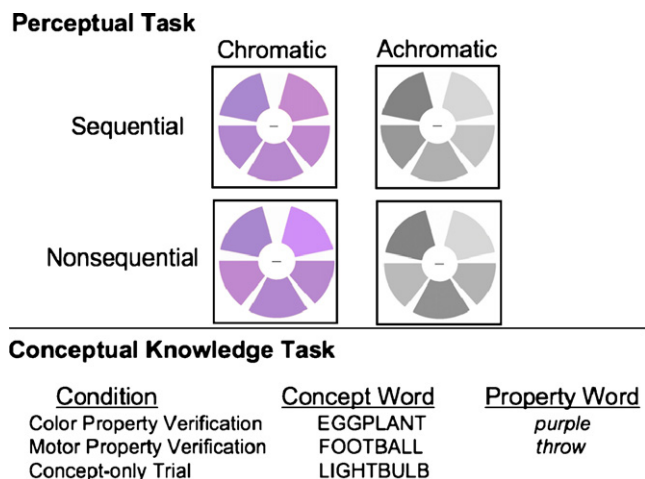 Perceptual Task
Chromatic Achromatic
Sequential
Nonsequential
Conceptual Knowledge Task
Condition Concept Word Property Word
Color Property Verification EGGPLANT purple
Motor Property Verification FOOTBALL throw
Concept-only Trial LIGHTBULB